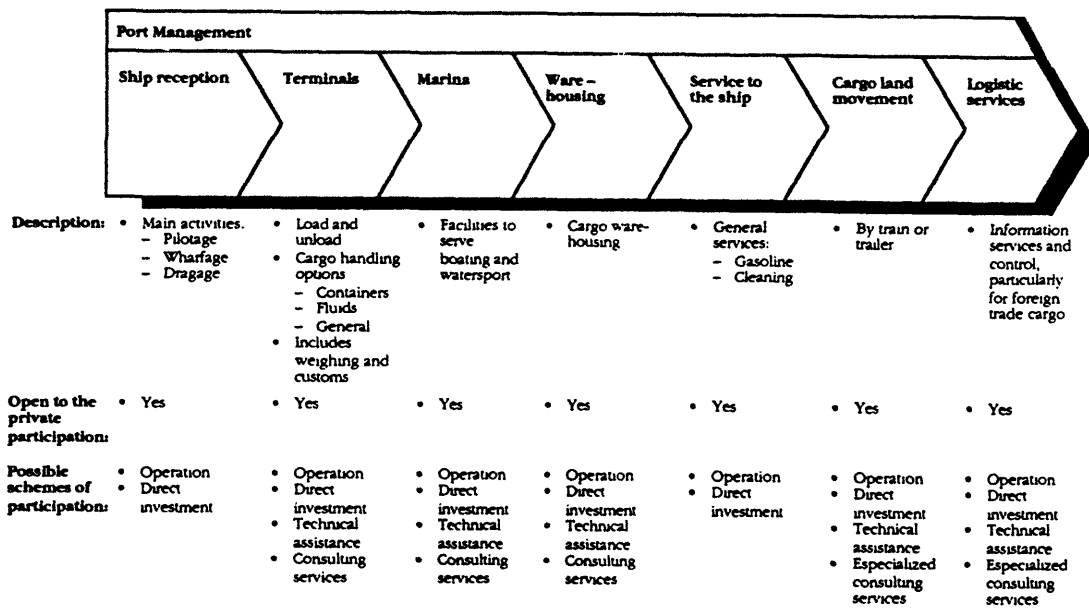 Port Management
Ship reception
Terminals
Marina
Ware –
housing
Service to
the ship
Cargo land
movement
Logistic
services
Description:
• Main activities.
– Pilotage
– Wharfage
– Dragage
• Load and
unload
• Cargo handling
options
– Containers
– Fluids
– General
• Includes
weighing and
customs
• Facilities to
serve
boating and
watersport
• Cargo ware-
housing
• General
services:
– Gasoline
– Cleaning
• By train or
trailer
• Information
services and
control,
particularly
for foreign
trade cargo
Open to the
private
participation:
• Yes
• Yes
• Yes
• Yes
• Yes
• Yes
• Yes
Possible
schemes of
participation:
• Operation
• Direct
investment
• Operation
• Direct
investment
• Technical
assistance
• Consulting
services
• Operation
• Direct
investment
• Technical
assistance
• Consulting
services
• Operation
• Direct
investment
• Technical
assistance
• Consulting
services
• Operation
• Direct
investment
• Operation
• Direct
investment
• Technical
assistance
• Especialized
consulting
services
• Operation
• Direct
investment
• Technical
assistance
• Especialized
consulting
services